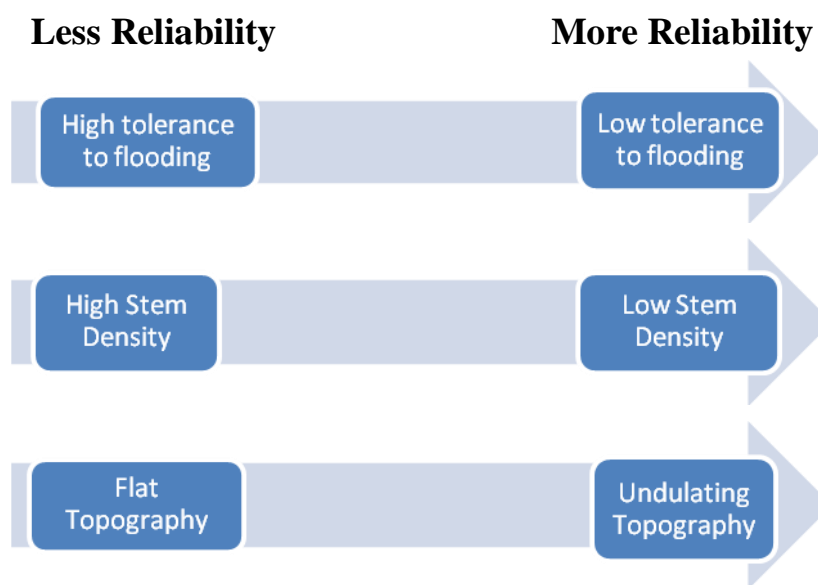 Less Reliability More Reliability
High tolerance
to flooding
Low tolerance
to flooding
High Stem
Density
Low Stem
Density
Flat
Topography
Undulating
Topography